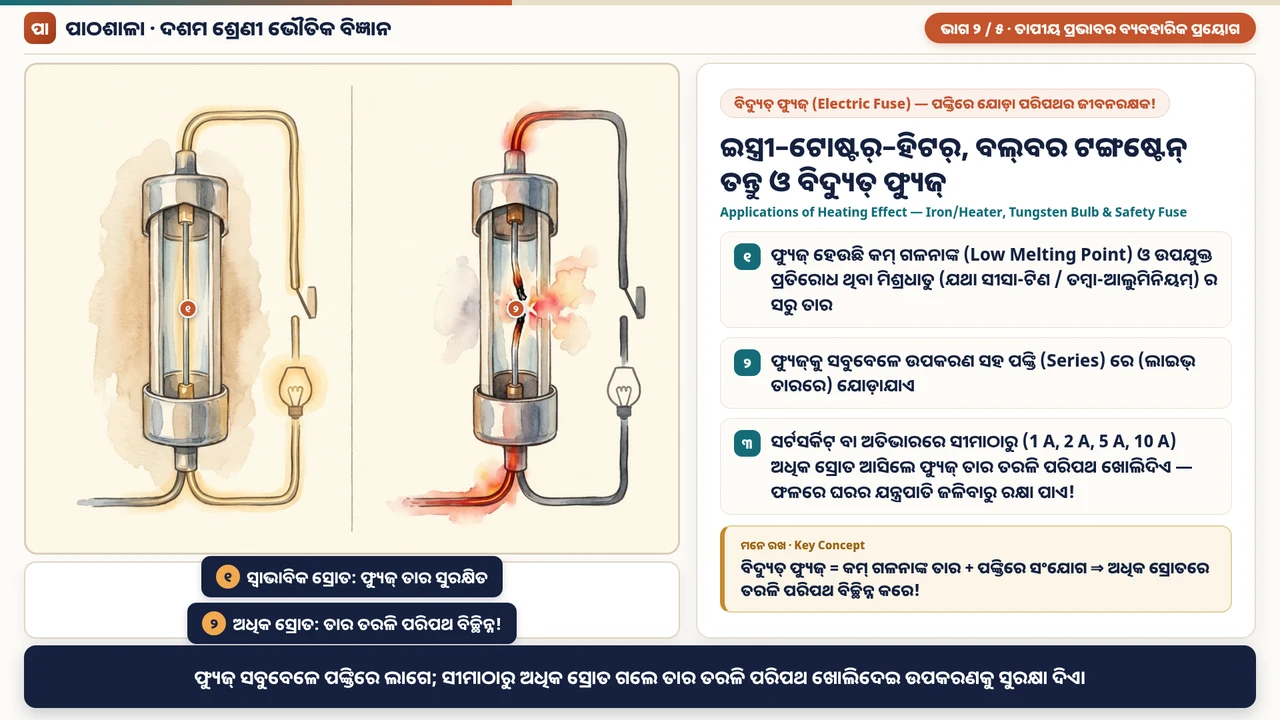 ପା ପାଠଶାଳା · ଦଶମ ଶ୍ରେଣୀ ଭୌତିକ ବିଜ୍ଞାନ
ଭାଗ ୨ / ୫ · ତାପୀୟ ପ୍ରଭାବର ବ୍ୟବହାରିକ ପ୍ରୟୋଗ
୧
୨
୧ ସ୍ୱାଭାବିକ ସ୍ରୋତ: ଫ୍ୟୁଜ୍ ତାର ସୁରକ୍ଷିତ
୨ ଅଧିକ ସ୍ରୋତ: ତାର ତରଳି ପରିପଥ ବିଚ୍ଛିନ୍ନ!
ବିଦ୍ୟୁତ୍ ଫ୍ୟୁଜ୍ (Electric Fuse) — ପଙ୍କ୍ତିରେ ଯୋଡ଼ା ପରିପଥର ଜୀବନରକ୍ଷକ!
ଇସ୍ତ୍ରୀ–ଟୋଷ୍ଟର୍–ହିଟର୍, ବଲ୍‌ବର ଟଙ୍ଗଷ୍ଟେନ୍
ତନ୍ତୁ ଓ ବିଦ୍ୟୁତ୍ ଫ୍ୟୁଜ୍
Applications of Heating Effect — Iron/Heater, Tungsten Bulb & Safety Fuse
୧ ଫ୍ୟୁଜ୍ ହେଉଛି କମ୍ ଗଳନାଙ୍କ (Low Melting Point) ଓ ଉପଯୁକ୍ତ
ପ୍ରତିରୋଧ ଥିବା ମିଶ୍ରଧାତୁ (ଯଥା ସୀସା-ଟିଣ / ତମ୍ବା-ଆଲୁମିନିୟମ୍) ର
ସରୁ ତାର
୨ ଫ୍ୟୁଜ୍‌କୁ ସବୁବେଳେ ଉପକରଣ ସହ ପଙ୍କ୍ତି (Series) ରେ (ଲାଇଭ୍
ତାରରେ) ଯୋଡ଼ାଯାଏ
୩ ସର୍ଟସର୍କିଟ୍ ବା ଅତିଭାରରେ ସୀମାଠାରୁ (1 A, 2 A, 5 A, 10 A)
ଅଧିକ ସ୍ରୋତ ଆସିଲେ ଫ୍ୟୁଜ୍ ତାର ତରଳି ପରିପଥ ଖୋଲିଦିଏ —
ଫଳରେ ଘରର ଯନ୍ତ୍ରପାତି ଜଳିବାରୁ ରକ୍ଷା ପାଏ!
ମନେ ରଖ · Key Concept
ବିଦ୍ୟୁତ୍ ଫ୍ୟୁଜ୍ = କମ୍ ଗଳନାଙ୍କ ତାର + ପଙ୍କ୍ତିରେ ସଂଯୋଗ ⇒ ଅଧିକ ସ୍ରୋତରେ
ତରଳି ପରିପଥ ବିଚ୍ଛିନ୍ନ କରେ!
ଫ୍ୟୁଜ୍ ସବୁବେଳେ ପଙ୍କ୍ତିରେ ଲାଗେ; ସୀମାଠାରୁ ଅଧିକ ସ୍ରୋତ ଗଲେ ତାର ତରଳି ପରିପଥ ଖୋଲିଦେଇ ଉପକରଣକୁ ସୁରକ୍ଷା ଦିଏ।